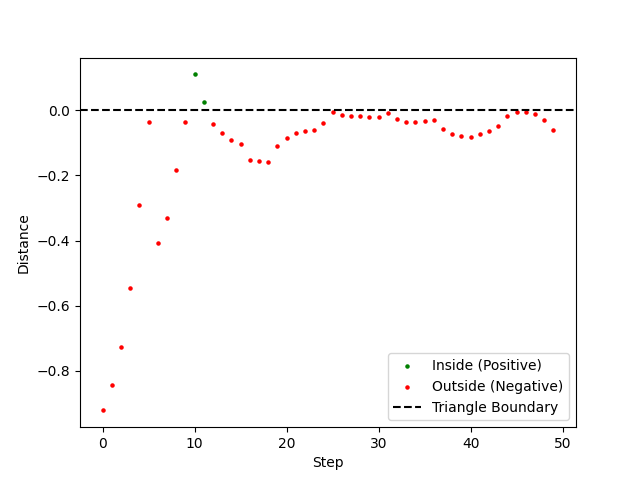 0.0
−0.2
−0.4
−0.6
−0.8
Distance
Inside (Positive)
Outside (Negative)
Triangle Boundary
0 10 20 30 40 50
Step